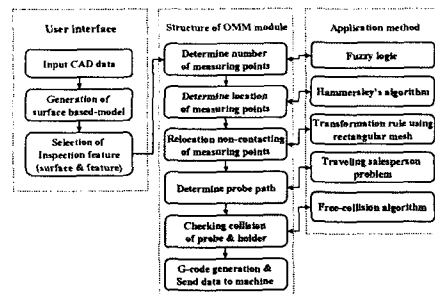 User interface
Input CAD data
Generation of
surface based-model
Selection of
Inspection feature
(surface & feature)
Structure of OMM module
Determine number
of measuring points
Determine location
of measuring points
Relocation non-contacting
of measuring points
Determine probe path
Checking collision
of probe & holder
G-code generation &
Send data to machine
Application method
Fuzzy logic
Hammersley's algorithm
Transformation rule using
rectangular mesh
Traveling salesperson
problem
Free-collision algorithm